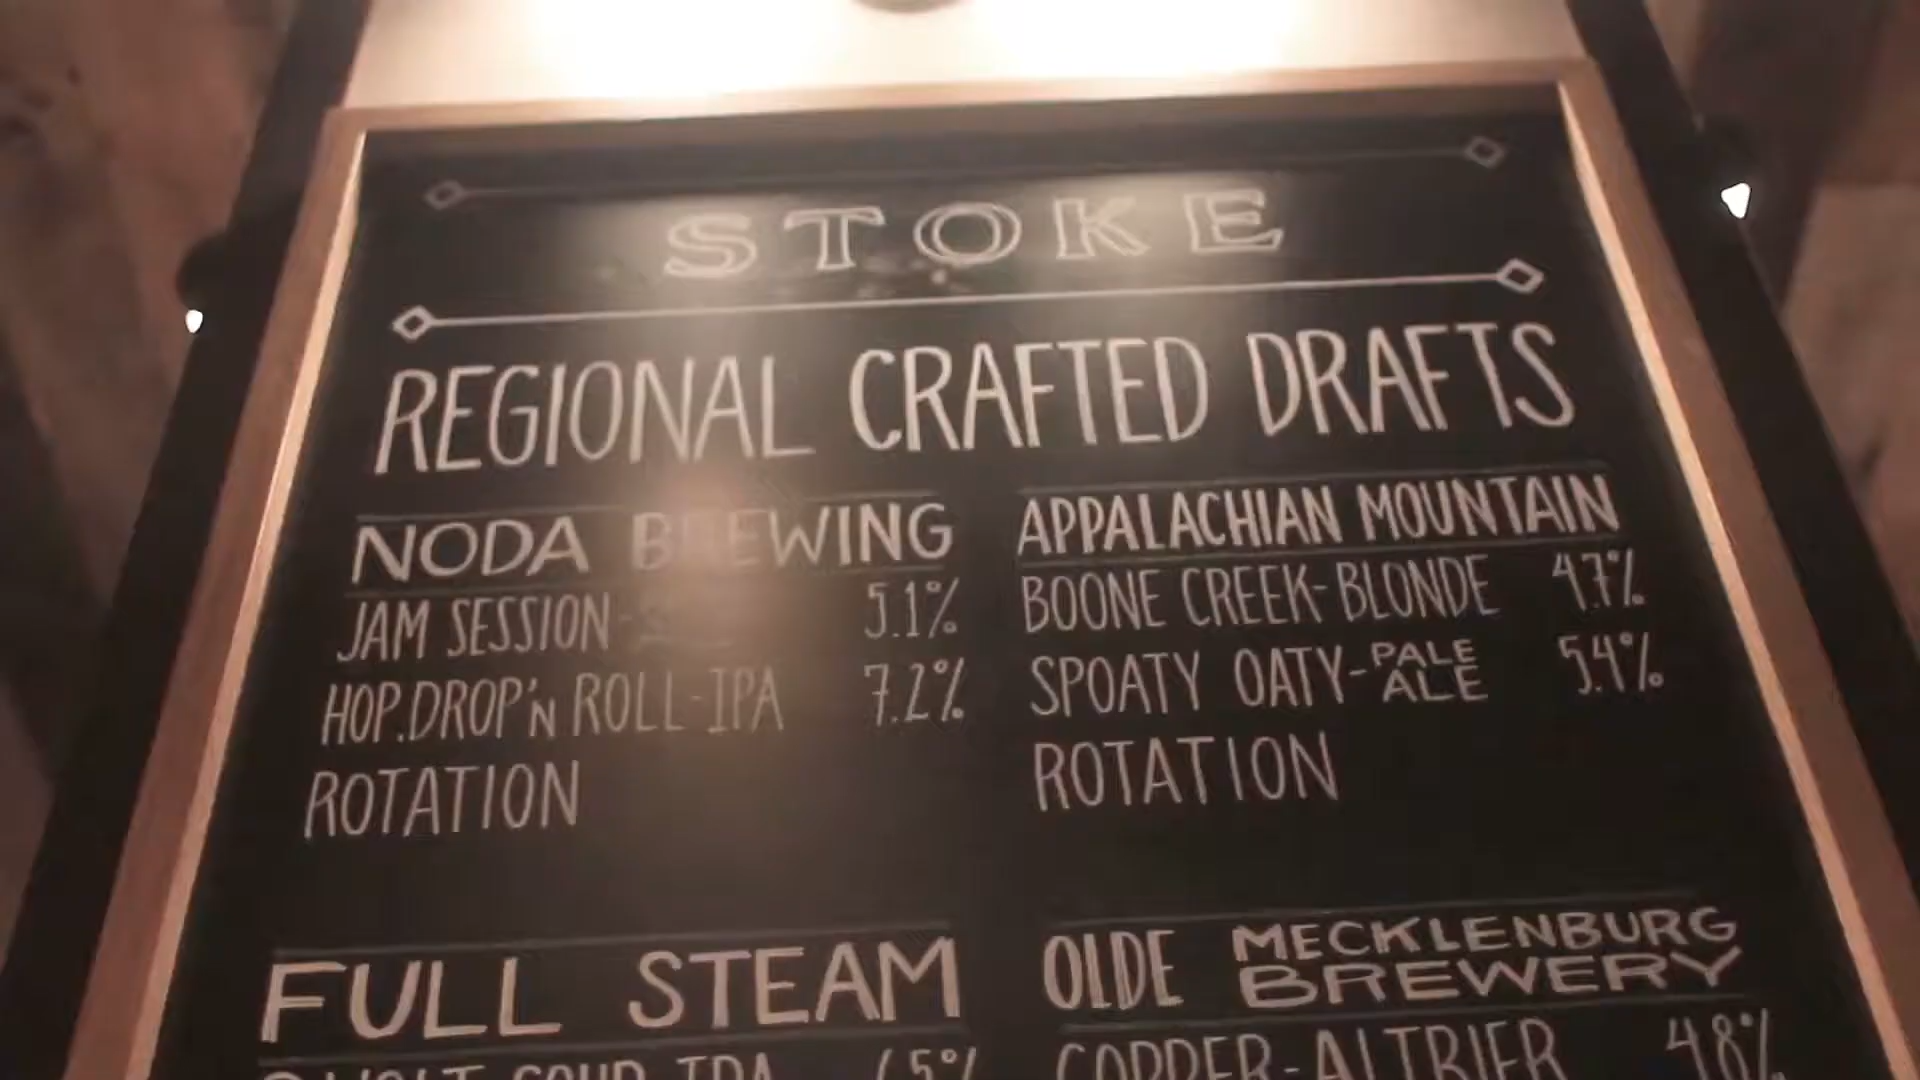 STOKE
REGIONAL CRAFTED DRAFTS
NODA BREWING
JAM SESSION- 5.1%
HOP.DROP'N ROLL-IPA 7.2%
ROTATION
APPALACHIAN MOUNTAIN
BOONE CREEK-BLONDE 4.7%
SPOATY OATY-PALE ALE 5.4%
ROTATION
FULL STEAM
IPA
OLDE MECKLENBURG BREWERY
COPPER-ALTBIER 4.8%